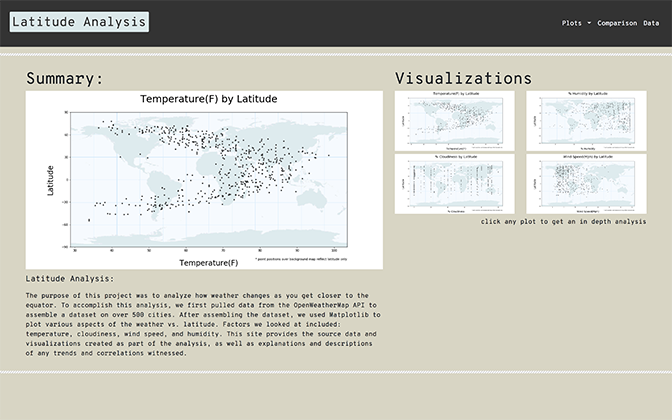 Latitude Analysis
Plots Comparison Data
Summary:
Temperature(F) by Latitude
Latitude
Temperature(F)
* point positions over background map reflect latitude only
Latitude Analysis:
The purpose of this project was to analyze how weather changes as you get closer to the
equator. To accomplish this analysis, we first pulled data from the OpenWeatherMap API to
assemble a dataset on over 500 cities. After assembling the dataset, we used Matplotlib to
plot various aspects of the weather vs. latitude. Factors we looked at included:
temperature, cloudiness, wind speed, and humidity. This site provides the source data and
visualizations created as part of the analysis, as well as explanations and descriptions
of any trends and correlations witnessed.
Visualizations
Temperature(F) by Latitude
% Humidity by Latitude
% Cloudiness by Latitude
click any plot to get an in depth analysis